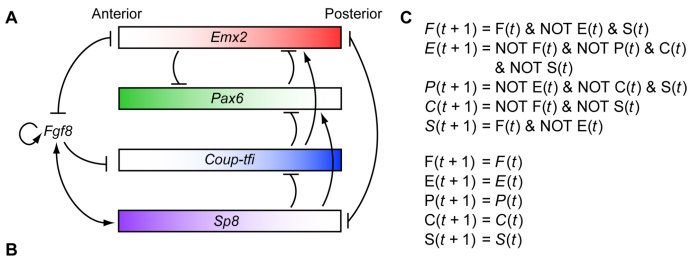 A
Anterior
Posterior
Emx2
Pax6
Fgf8
Coup-tfi
Sp8
B
C
F(t + 1) = F(t) & NOT E(t) & S(t)
E(t + 1) = NOT F(t) & NOT P(t) & C(t)
& NOT S(t)
P(t + 1) = NOT E(t) & NOT C(t) & S(t)
C(t + 1) = NOT F(t) & NOT S(t)
S(t + 1) = F(t) & NOT E(t)
F(t + 1) = F(t)
E(t + 1) = E(t)
P(t + 1) = P(t)
C(t + 1) = C(t)
S(t + 1) = S(t)